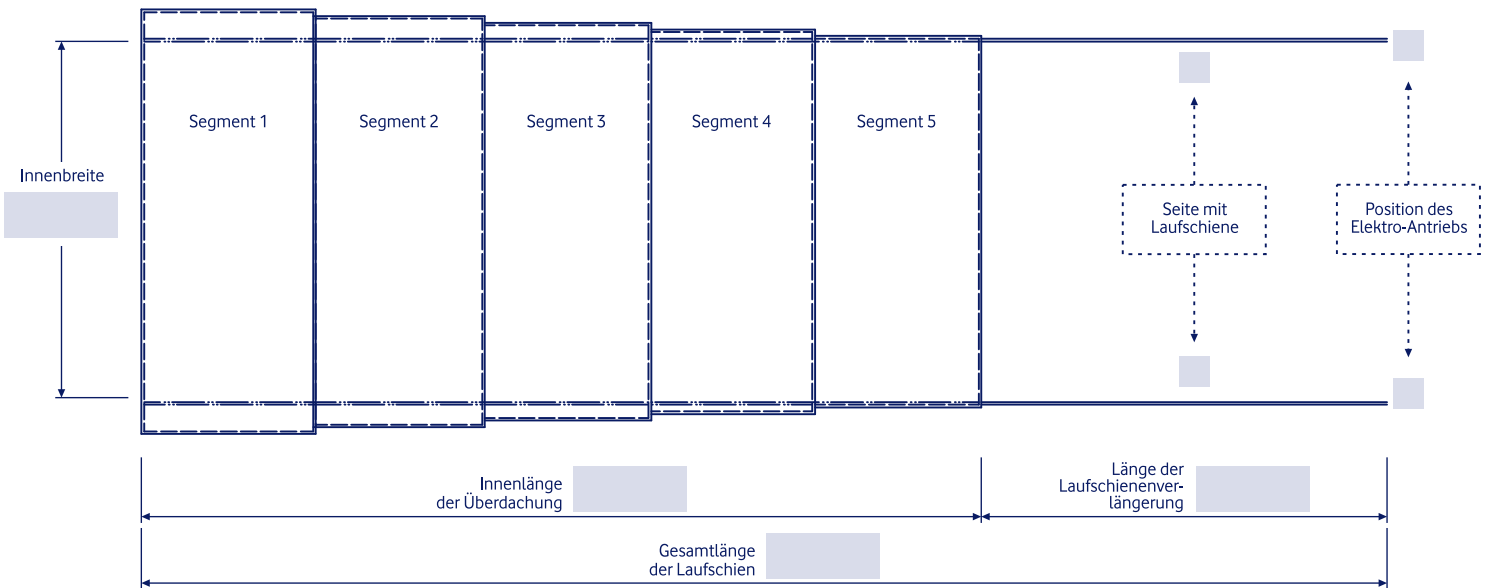 Segment 1
Segment 2
Segment 3
Segment 4
Segment 5
Innenbreite
Seite mit
Laufschiene
Position des
Elektro-Antriebs
Innenlänge
der Überdachung
Länge der
Laufschienenver-
längerung
Gesamtlänge
der Laufschien